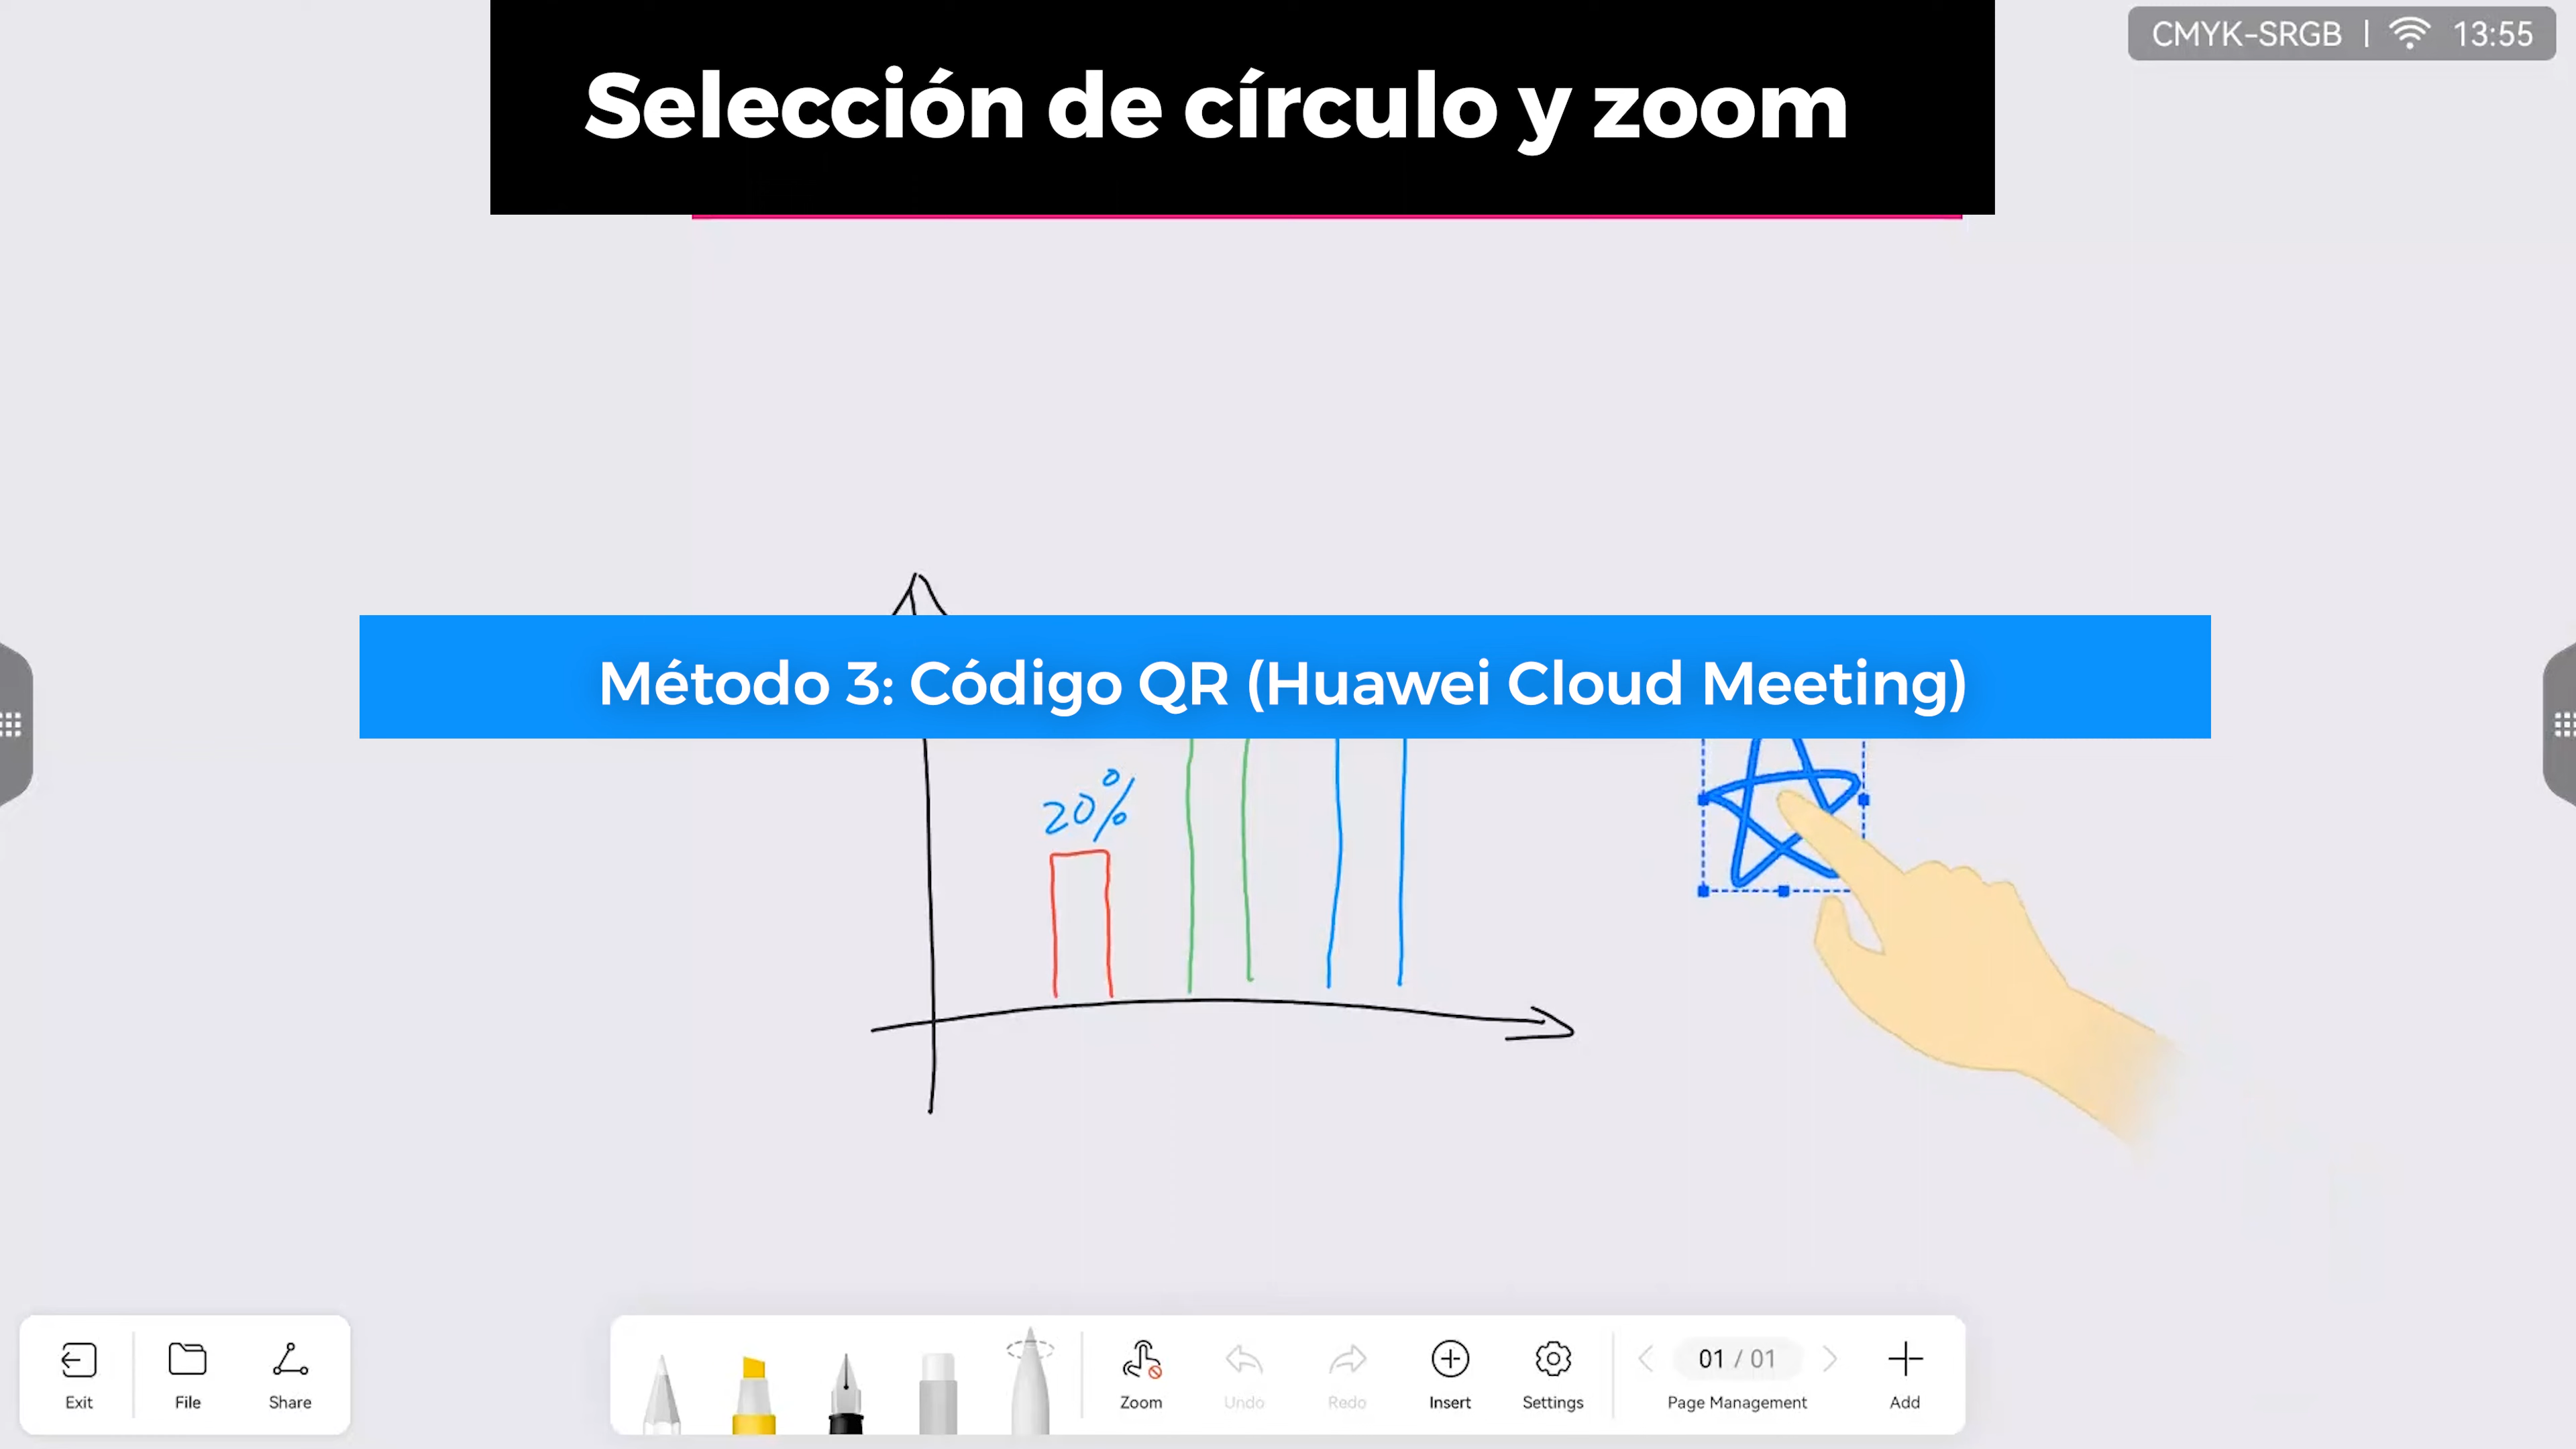 CMYK-SRGB | 13:55
Selección de círculo y zoom
Método 3: Código QR (Huawei Cloud Meeting)
20%
Exit
File
Share
Zoom
Undo
Redo
Insert
Settings
01 / 01
Page Management
Add